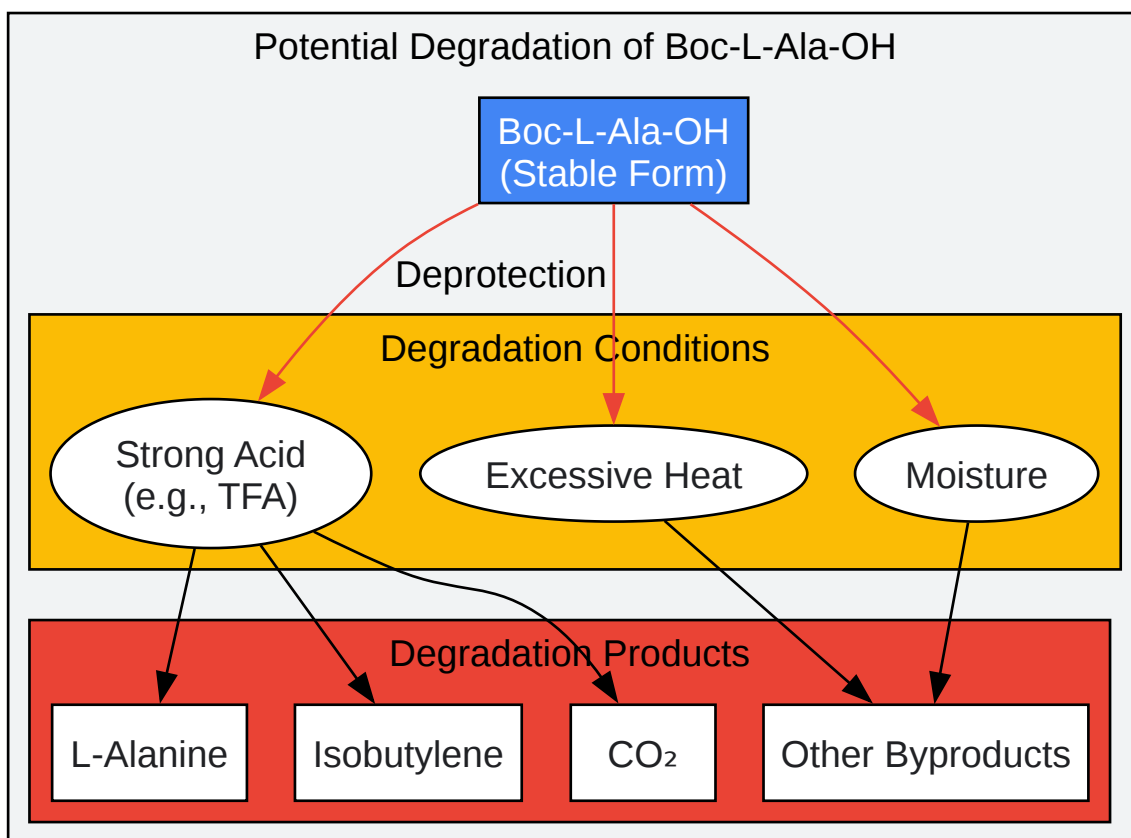 Potential Degradation of Boc-L-Ala-OH
Boc-L-Ala-OH
(Stable Form)
Deprotection
Degradation Conditions
Strong Acid
(e.g., TFA)
Excessive Heat
Moisture
Degradation Products
L-Alanine
Isobutylene
CO₂
Other Byproducts